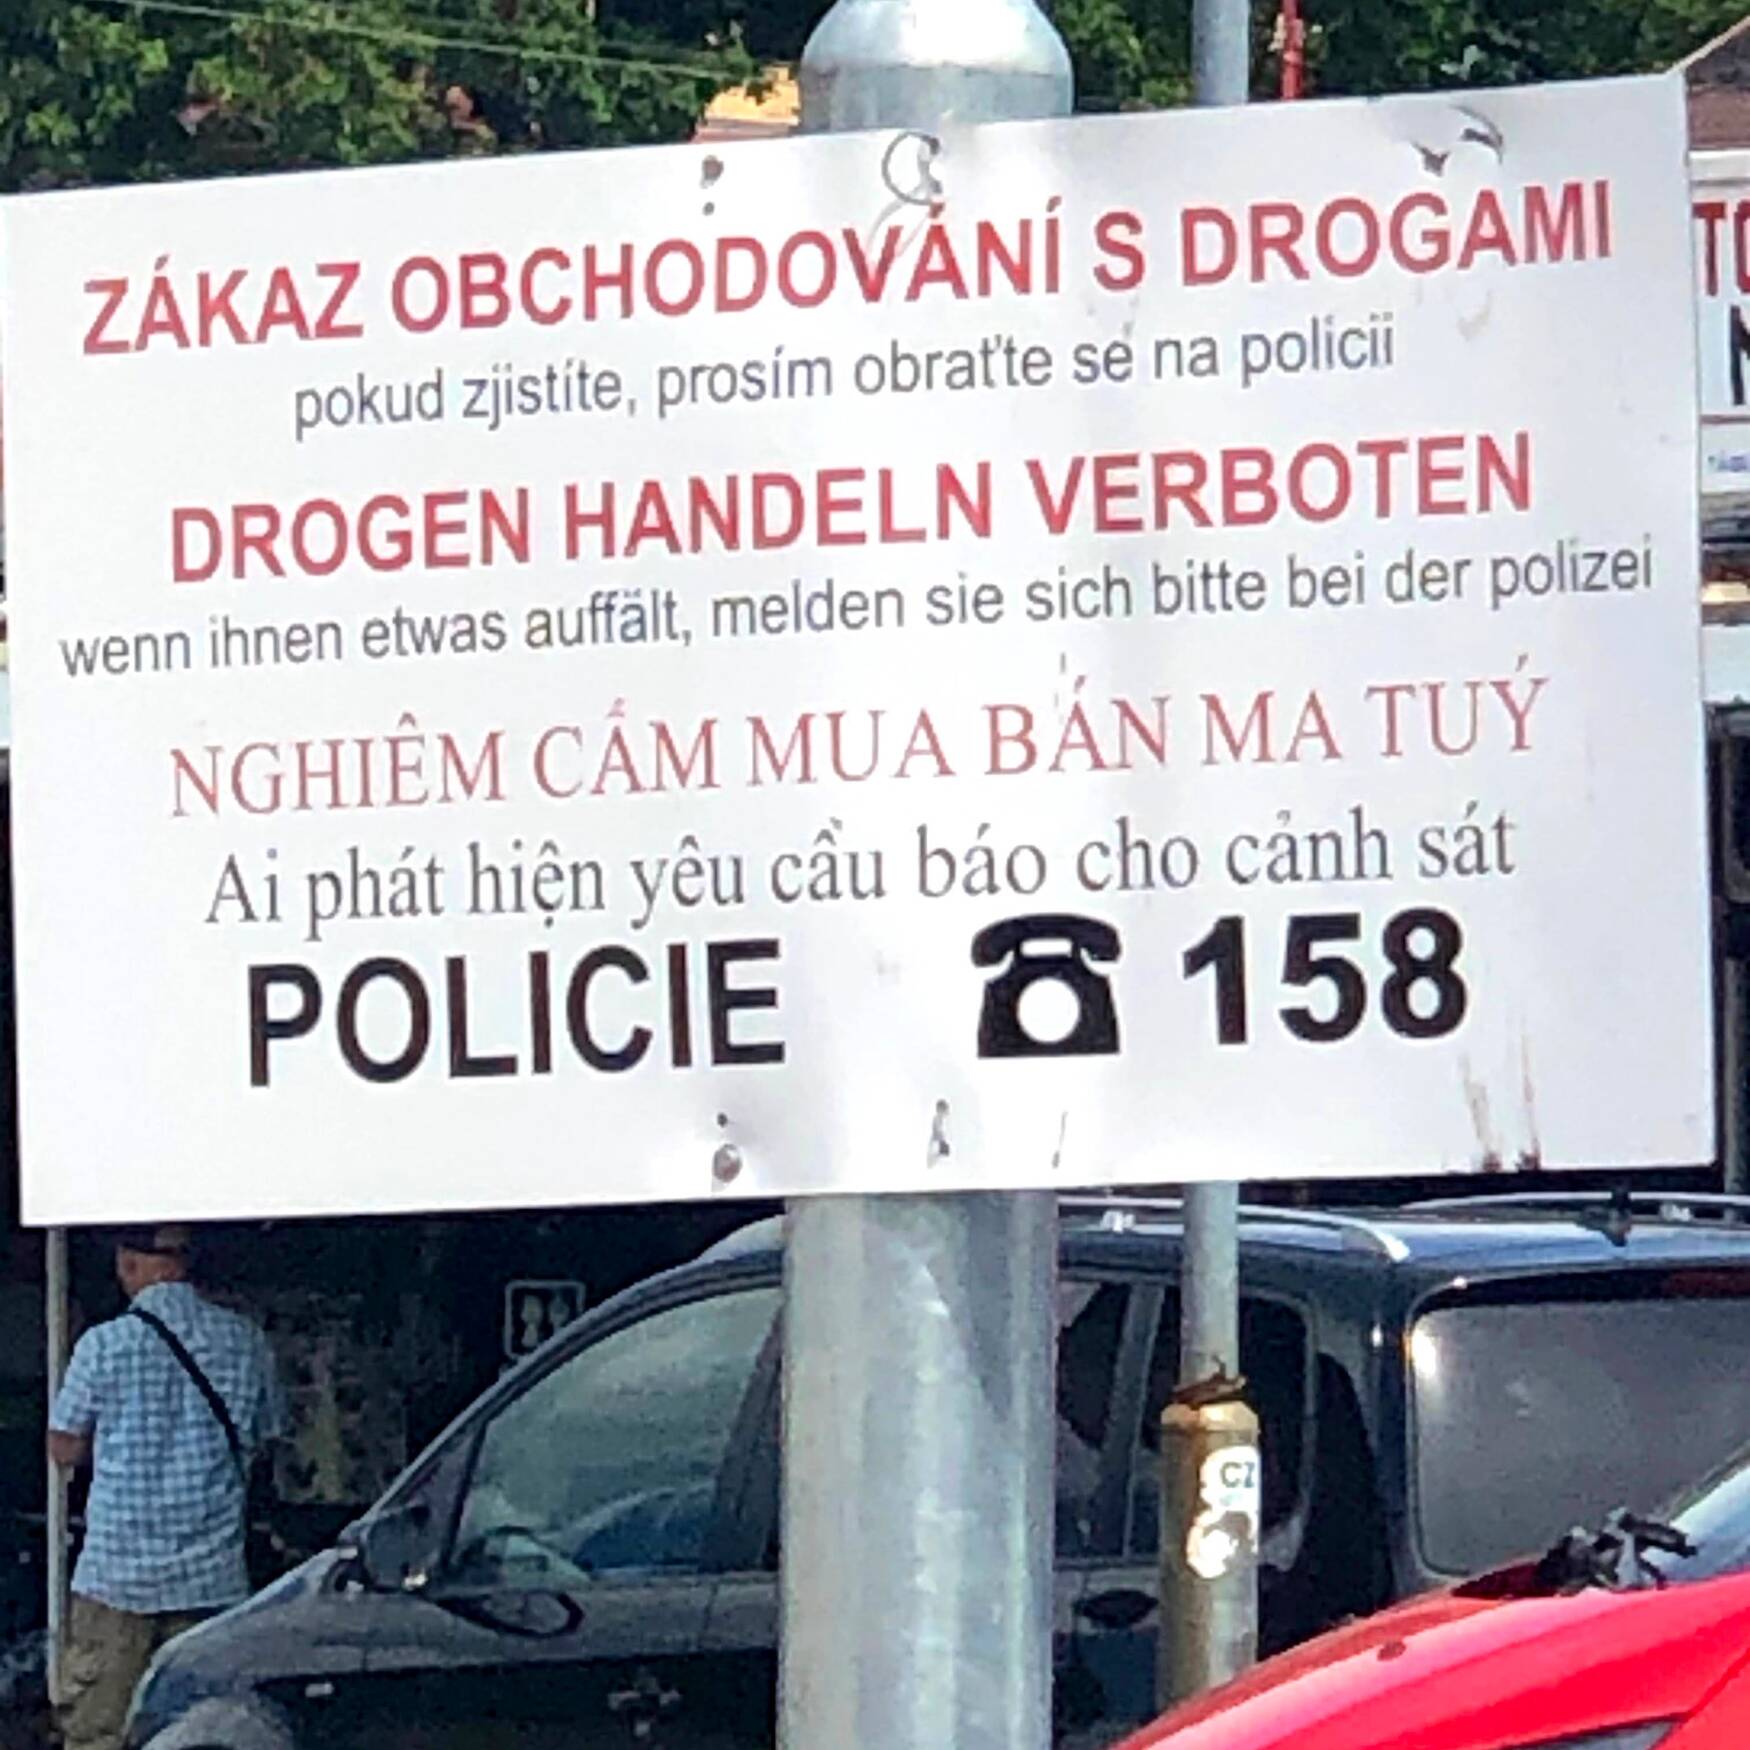 ZÁKAZ OBCHODOVÁNÍ S DROGAMI
pokud zjistíte, prosím obraťte se na policii
DROGEN HANDELN VERBOTEN
wenn ihnen etwas auffält, melden sie sich bitte bei der polizei
NGHIÊM CẤM MUA BÁN MA TUÝ
Ai phát hiện yêu cầu báo cho cảnh sát
POLICIE ☎ 158
CZ